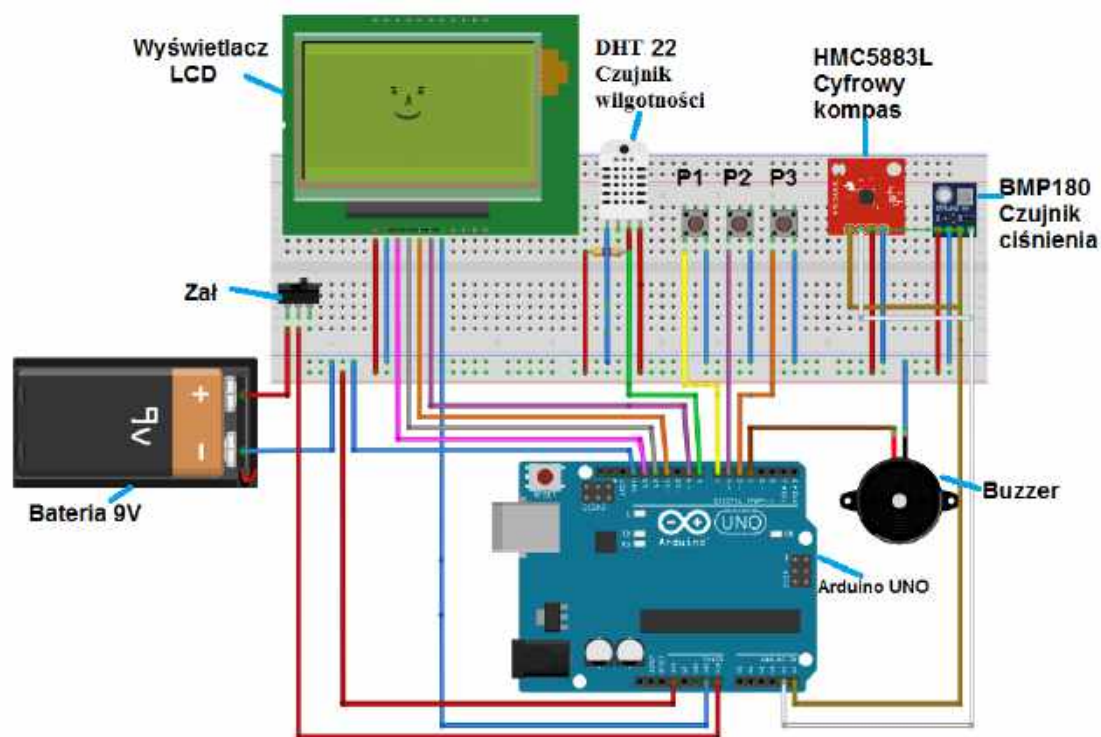 Wyświetlacz
LCD
DHT 22
Czujnik
wilgotności
HMC5883L
Cyfrowy
kompas
P1 P2 P3
BMP180
Czujnik
ciśnienia
Zał
+
9V
-
Bateria 9V
Buzzer
RESET
UNO
Arduino
Arduino UNO